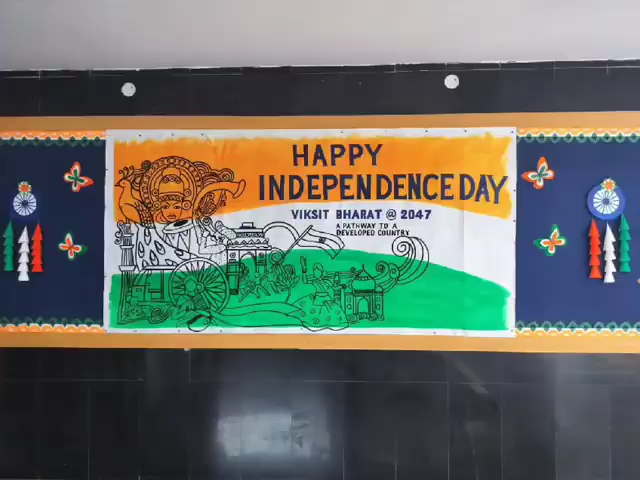 HAPPY
INDEPENDENCE DAY
VIKSIT BHARAT @ 2047
A PATHWAY TO A
DEVELOPED COUNTRY